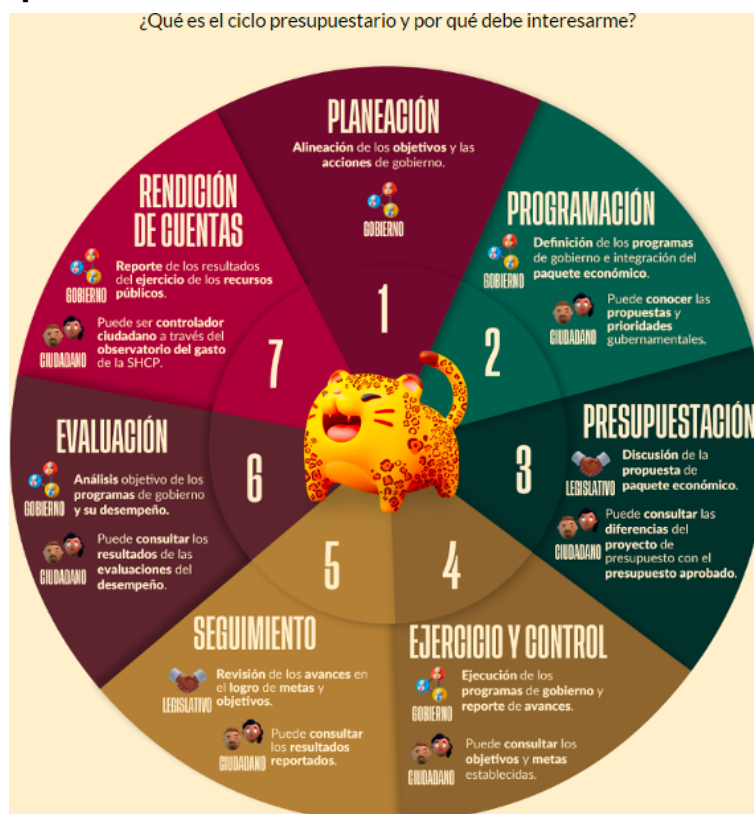 ¿Qué es el ciclo presupuestario y por qué debe interesarme?
PLANEACIÓN
Alineación de los objetivos y las
acciones de gobierno.
GOBIERNO
1
PROGRAMACIÓN
Definición de los programas
de gobierno e integración del
paquete económico.
GOBIERNO
Puede conocer las
propuestas y
prioridades
gubernamentales.
CIUDADANO
2
PRESUPUESTACIÓN
Discusión de la
propuesta de
paquete económico.
LEGISLATIVO
Puede consultar las
diferencias del
proyecto de
presupuesto con el
presupuesto aprobado.
CIUDADANO
3
4
EJERCICIO Y CONTROL
Ejecución de los
programas de gobierno y
reporte de avances.
GOBIERNO
Puede consultar los
objetivos y metas
establecidas.
CIUDADANO
5
SEGUIMIENTO
Revisión de los avances en
el logro de metas y
objetivos.
LEGISLATIVO
Puede consultar
los resultados
reportados.
CIUDADANO
6
EVALUACIÓN
Análisis objetivo de los
programas de gobierno
y su desempeño.
GOBIERNO
Puede consultar los
resultados de las
evaluaciones del
desempeño.
CIUDADANO
7
RENDICIÓN
DE CUENTAS
Reporte de los resultados
del ejercicio de los recursos
públicos.
GOBIERNO
Puede ser controlador
ciudadano a través del
observatorio del gasto
de la SHCP.
CIUDADANO